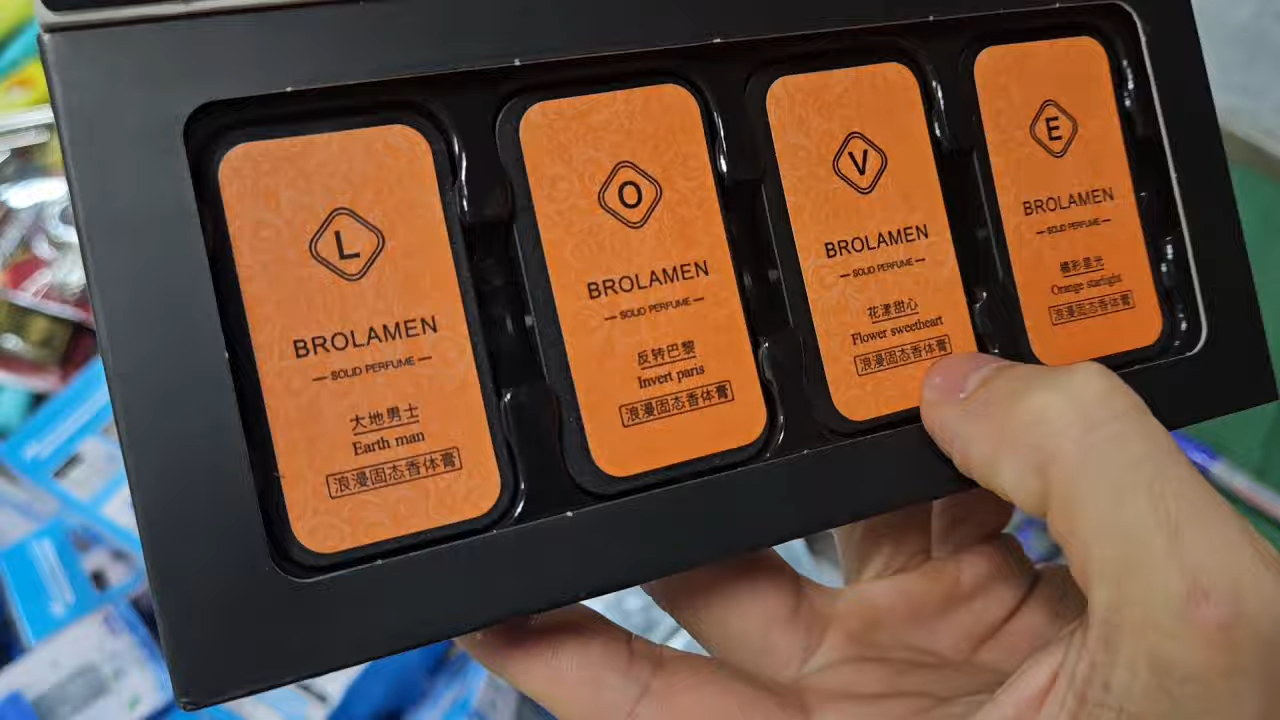 L
BROLAMEN
SOLID PERFUME
大地男士
Earth man
浪漫固态香体膏
O
BROLAMEN
SOLID PERFUME
反转巴黎
Invert paris
浪漫固态香体膏
V
BROLAMEN
SOLID PERFUME
花漾甜心
Flower sweetheart
浪漫固态香体膏
E
BROLAMEN
SOLID PERFUME
橘彩星光
Orange starlight
浪漫固态香体膏